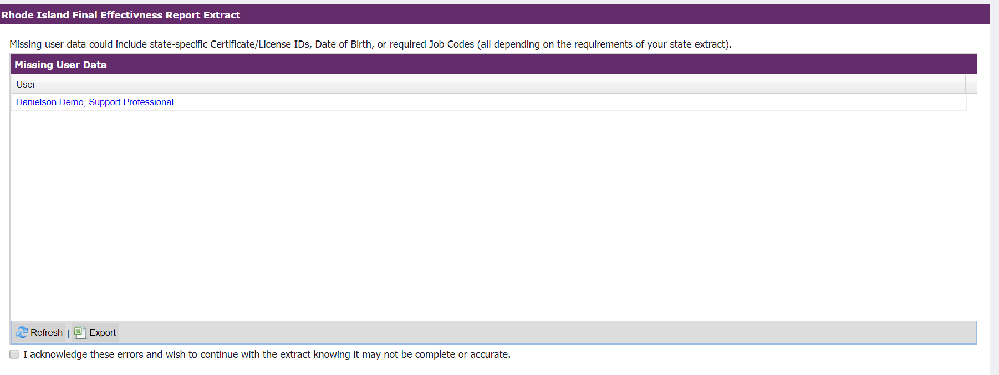 Rhode Island Final Effectivness Report Extract
Missing user data could include state-specific Certificate/License IDs, Date of Birth, or required Job Codes (all depending on the requirements of your state extract).
Missing User Data
User
Danielson Demo, Support Professional
Refresh | Export
I acknowledge these errors and wish to continue with the extract knowing it may not be complete or accurate.